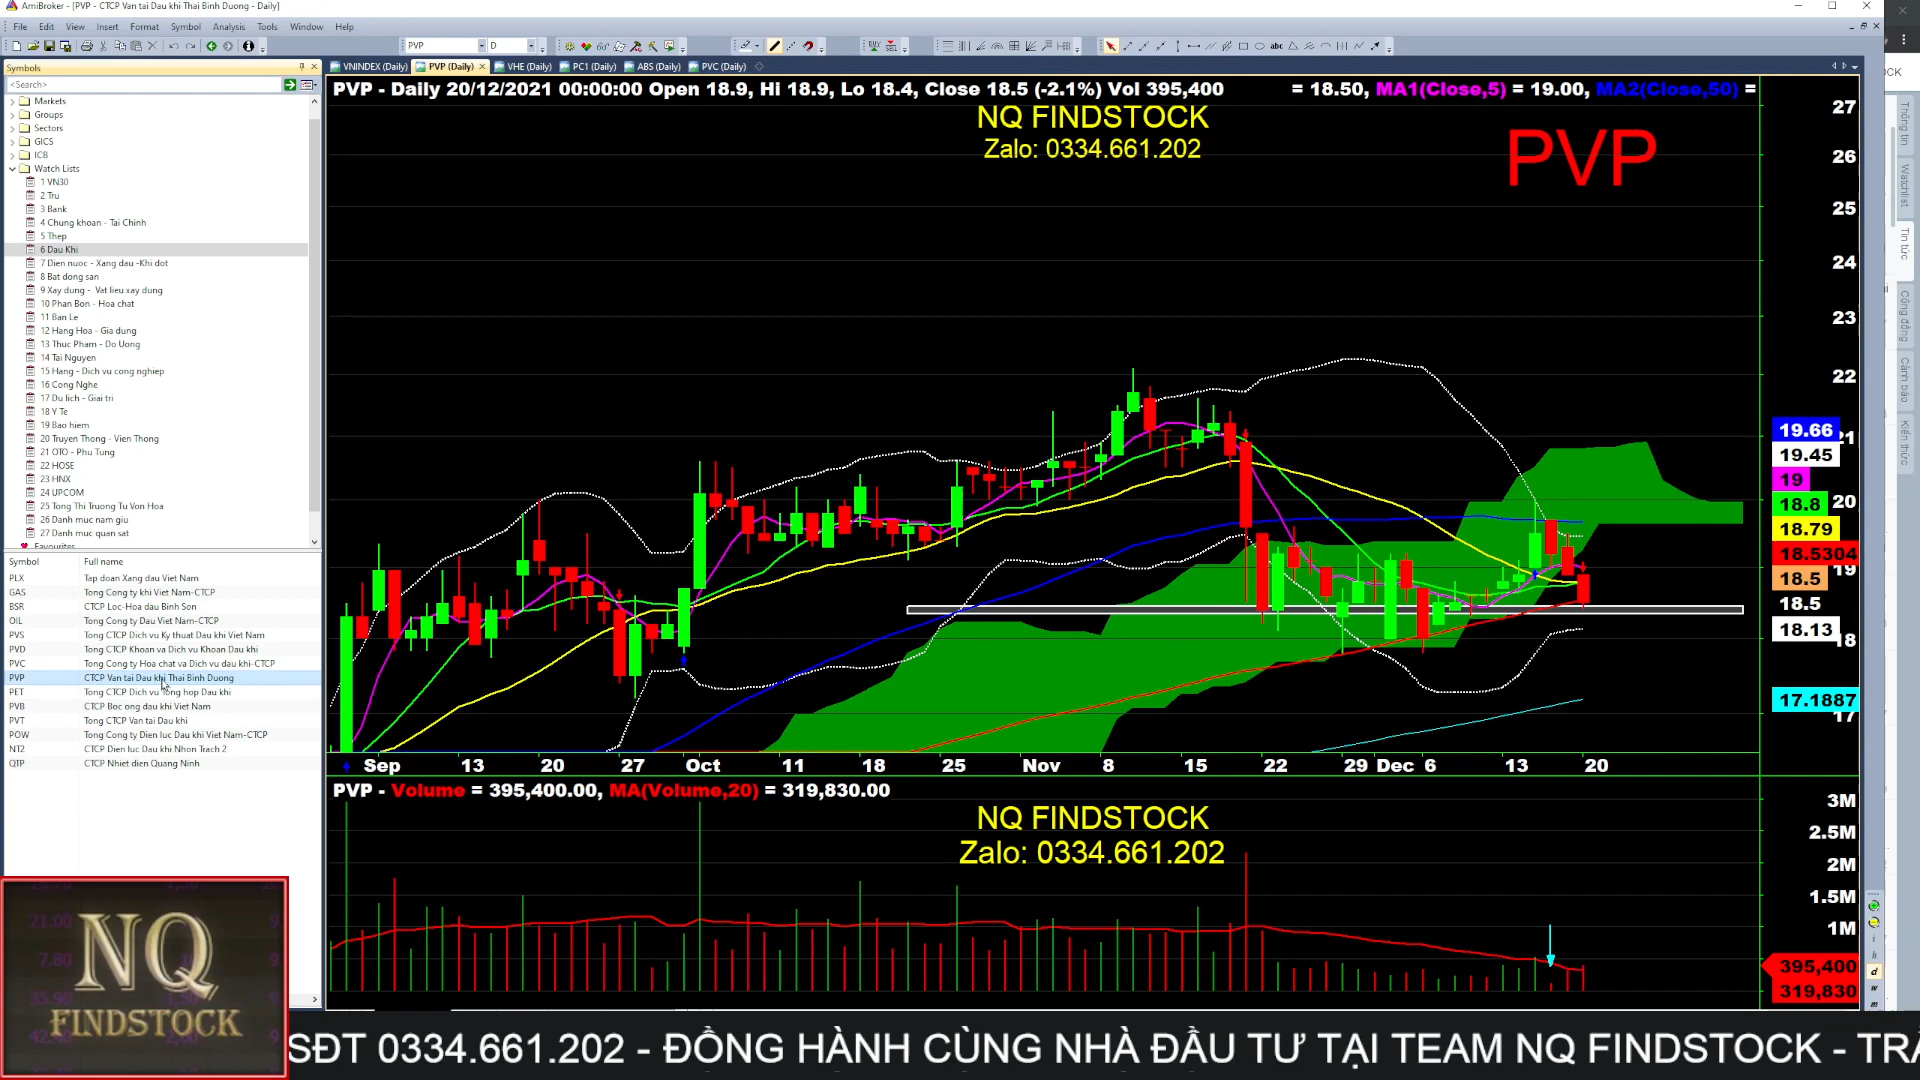 AmiBroker - [PVP - CTCP Van tai Dau khi Thai Binh Duong - Daily]
File Edit View Insert Format Symbol Analysis Tools Window Help
PVP D
Symbols
<Search>
Markets
Groups
Sectors
GICS
ICB
Watch Lists
1 VN30
2 Tru
3 Bank
4 Chung khoan - Tai Chinh
5 Thep
6 Dau Khi
7 Dien nuoc - Xang dau -Khi dot
8 Bat dong san
9 Xay dung - Vat lieu xay dung
10 Phan Bon - Hoa chat
11 Ban Le
12 Hang Hoa - Gia dung
13 Thuc Pham - Do Uong
14 Tai Nguyen
15 Hang - Dich vu cong nghiep
16 Cong Nghe
17 Du lich - Giai tri
18 Y Te
19 Bao hiem
20 Truyen Thong - Vien Thong
21 OTO - Phu Tung
22 HOSE
23 HNX
24 UPCOM
25 Tong Thi Truong Tu Von Hoa
26 Danh muc nam giu
27 Danh muc quan sat
Favourites
Symbol Full name
PLX Tap doan Xang dau Viet Nam
GAS Tong Cong ty khi Viet Nam-CTCP
BSR CTCP Loc-Hoa dau Binh Son
OIL Tong Cong ty Dau Viet Nam-CTCP
PVS Tong CTCP Dich vu Ky thuat Dau khi Viet Nam
PVD Tong CTCP Khoan va Dich vu Khoan Dau khi
PVC Tong Cong ty Hoa chat va Dich vu dau khi-CTCP
PVP CTCP Van tai Dau khi Thai Binh Duong
PET Tong CTCP Dich vu Tong hop Dau khi
PVB CTCP Boc ong dau khi Viet Nam
PVT Tong CTCP Van tai Dau khi
POW Tong Cong ty Dien luc Dau khi Viet Nam-CTCP
NT2 CTCP Dien luc Dau khi Nhon Trach 2
QTP CTCP Nhiet dien Quang Ninh
VNINDEX (Daily) PVP (Daily) VHE (Daily) PC1 (Daily) ABS (Daily) PVC (Daily)
PVP - Daily 20/12/2021 00:00:00 Open 18.9, Hi 18.9, Lo 18.4, Close 18.5 (-2.1%) Vol 395,400 = 18.50, MA1(Close,5) = 19.00, MA2(Close,50) =
NQ FINDSTOCK
Zalo: 0334.661.202
PVP
27
26
25
24
23
22
21
20
19
18
17
19.66
19.45
19
18.8
18.79
18.5304
18.5
18.5
18.13
17.1887
Sep 13 20 27 Oct 11 18 25 Nov 8 15 22 29 Dec 6 13 20
PVP - Volume = 395,400.00, MA(Volume,20) = 319,830.00
NQ FINDSTOCK
Zalo: 0334.661.202
3M
2.5M
2M
1.5M
1M
395,400
319,830
Thông tin
Watchlist
Tin tức
Cộng đồng
Cảnh báo
Kiến thức
NQ
FINDSTOCK
SĐT 0334.661.202 - ĐỒNG HÀNH CÙNG NHÀ ĐẦU TƯ TẠI TEAM NQ FINDSTOCK - TRẢ